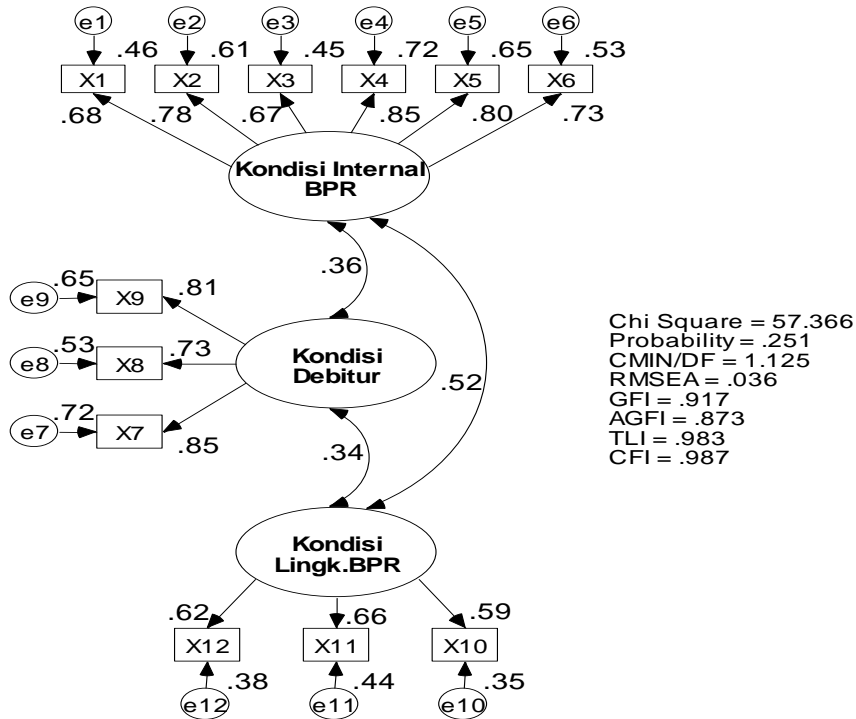 e1 e2 e3 e4 e5 e6
.46 .61 .45 .72 .65 .53
X1 X2 X3 X4 X5 X6
.68 .78 .67 .85 .80 .73
Kondisi Internal
BPR
.36
.65 .81
e9 X9
.53 .73
e8 X8
Kondisi
Debitur
.72
e7 X7
.85
.52
.34
Chi Square = 57.366
Probability = .251
CMIN/DF = 1.125
RMSEA = .036
GFI = .917
AGFI = .873
TLI = .983
CFI = .987
Kondisi
Lingk.BPR
.62 .66 .59
X12 X11 X10
.38 .44 .35
e12 e11 e10